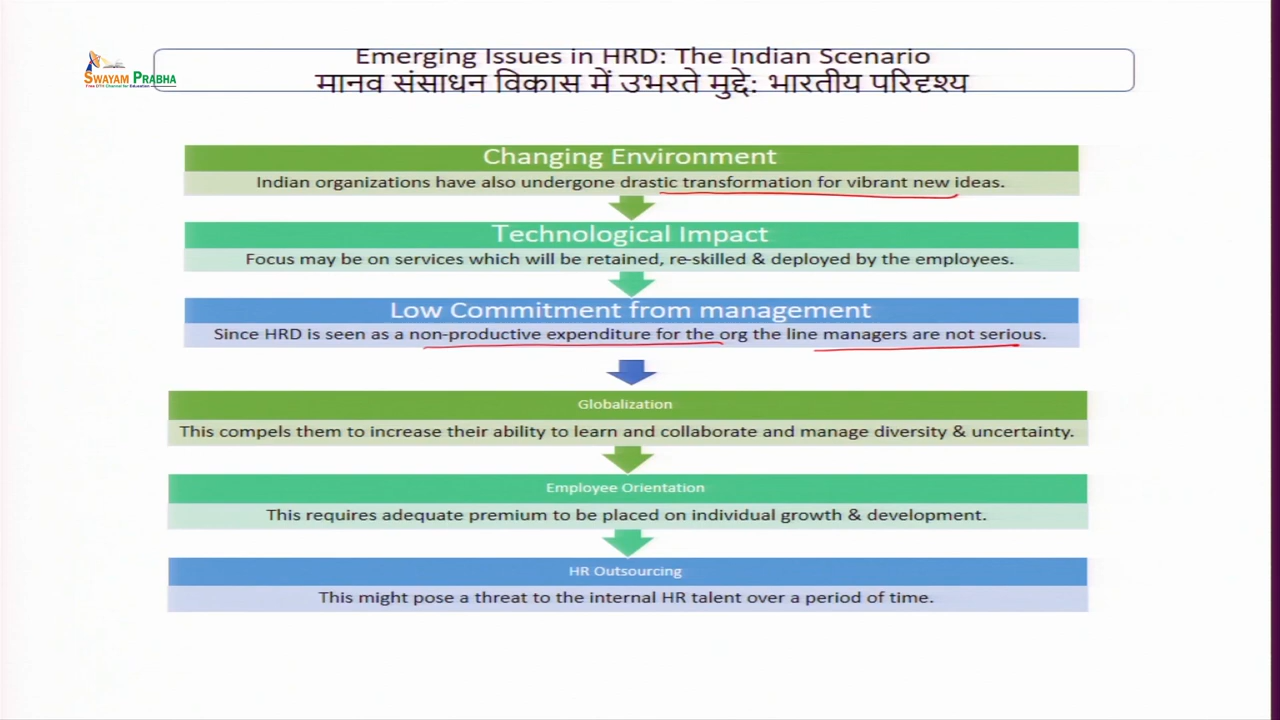 Emerging Issues in HRD: The Indian Scenario
मानव संसाधन विकास में उभरते मुद्दे: भारतीय परिदृश्य
SWAYAM PRABHA
Free DTH Channel for Education
Changing Environment
Indian organizations have also undergone drastic transformation for vibrant new ideas.
Technological Impact
Focus may be on services which will be retained, re-skilled & deployed by the employees.
Low Commitment from management
Since HRD is seen as a non-productive expenditure for the org the line managers are not serious.
Globalization
This compels them to increase their ability to learn and collaborate and manage diversity & uncertainty.
Employee Orientation
This requires adequate premium to be placed on individual growth & development.
HR Outsourcing
This might pose a threat to the internal HR talent over a period of time.